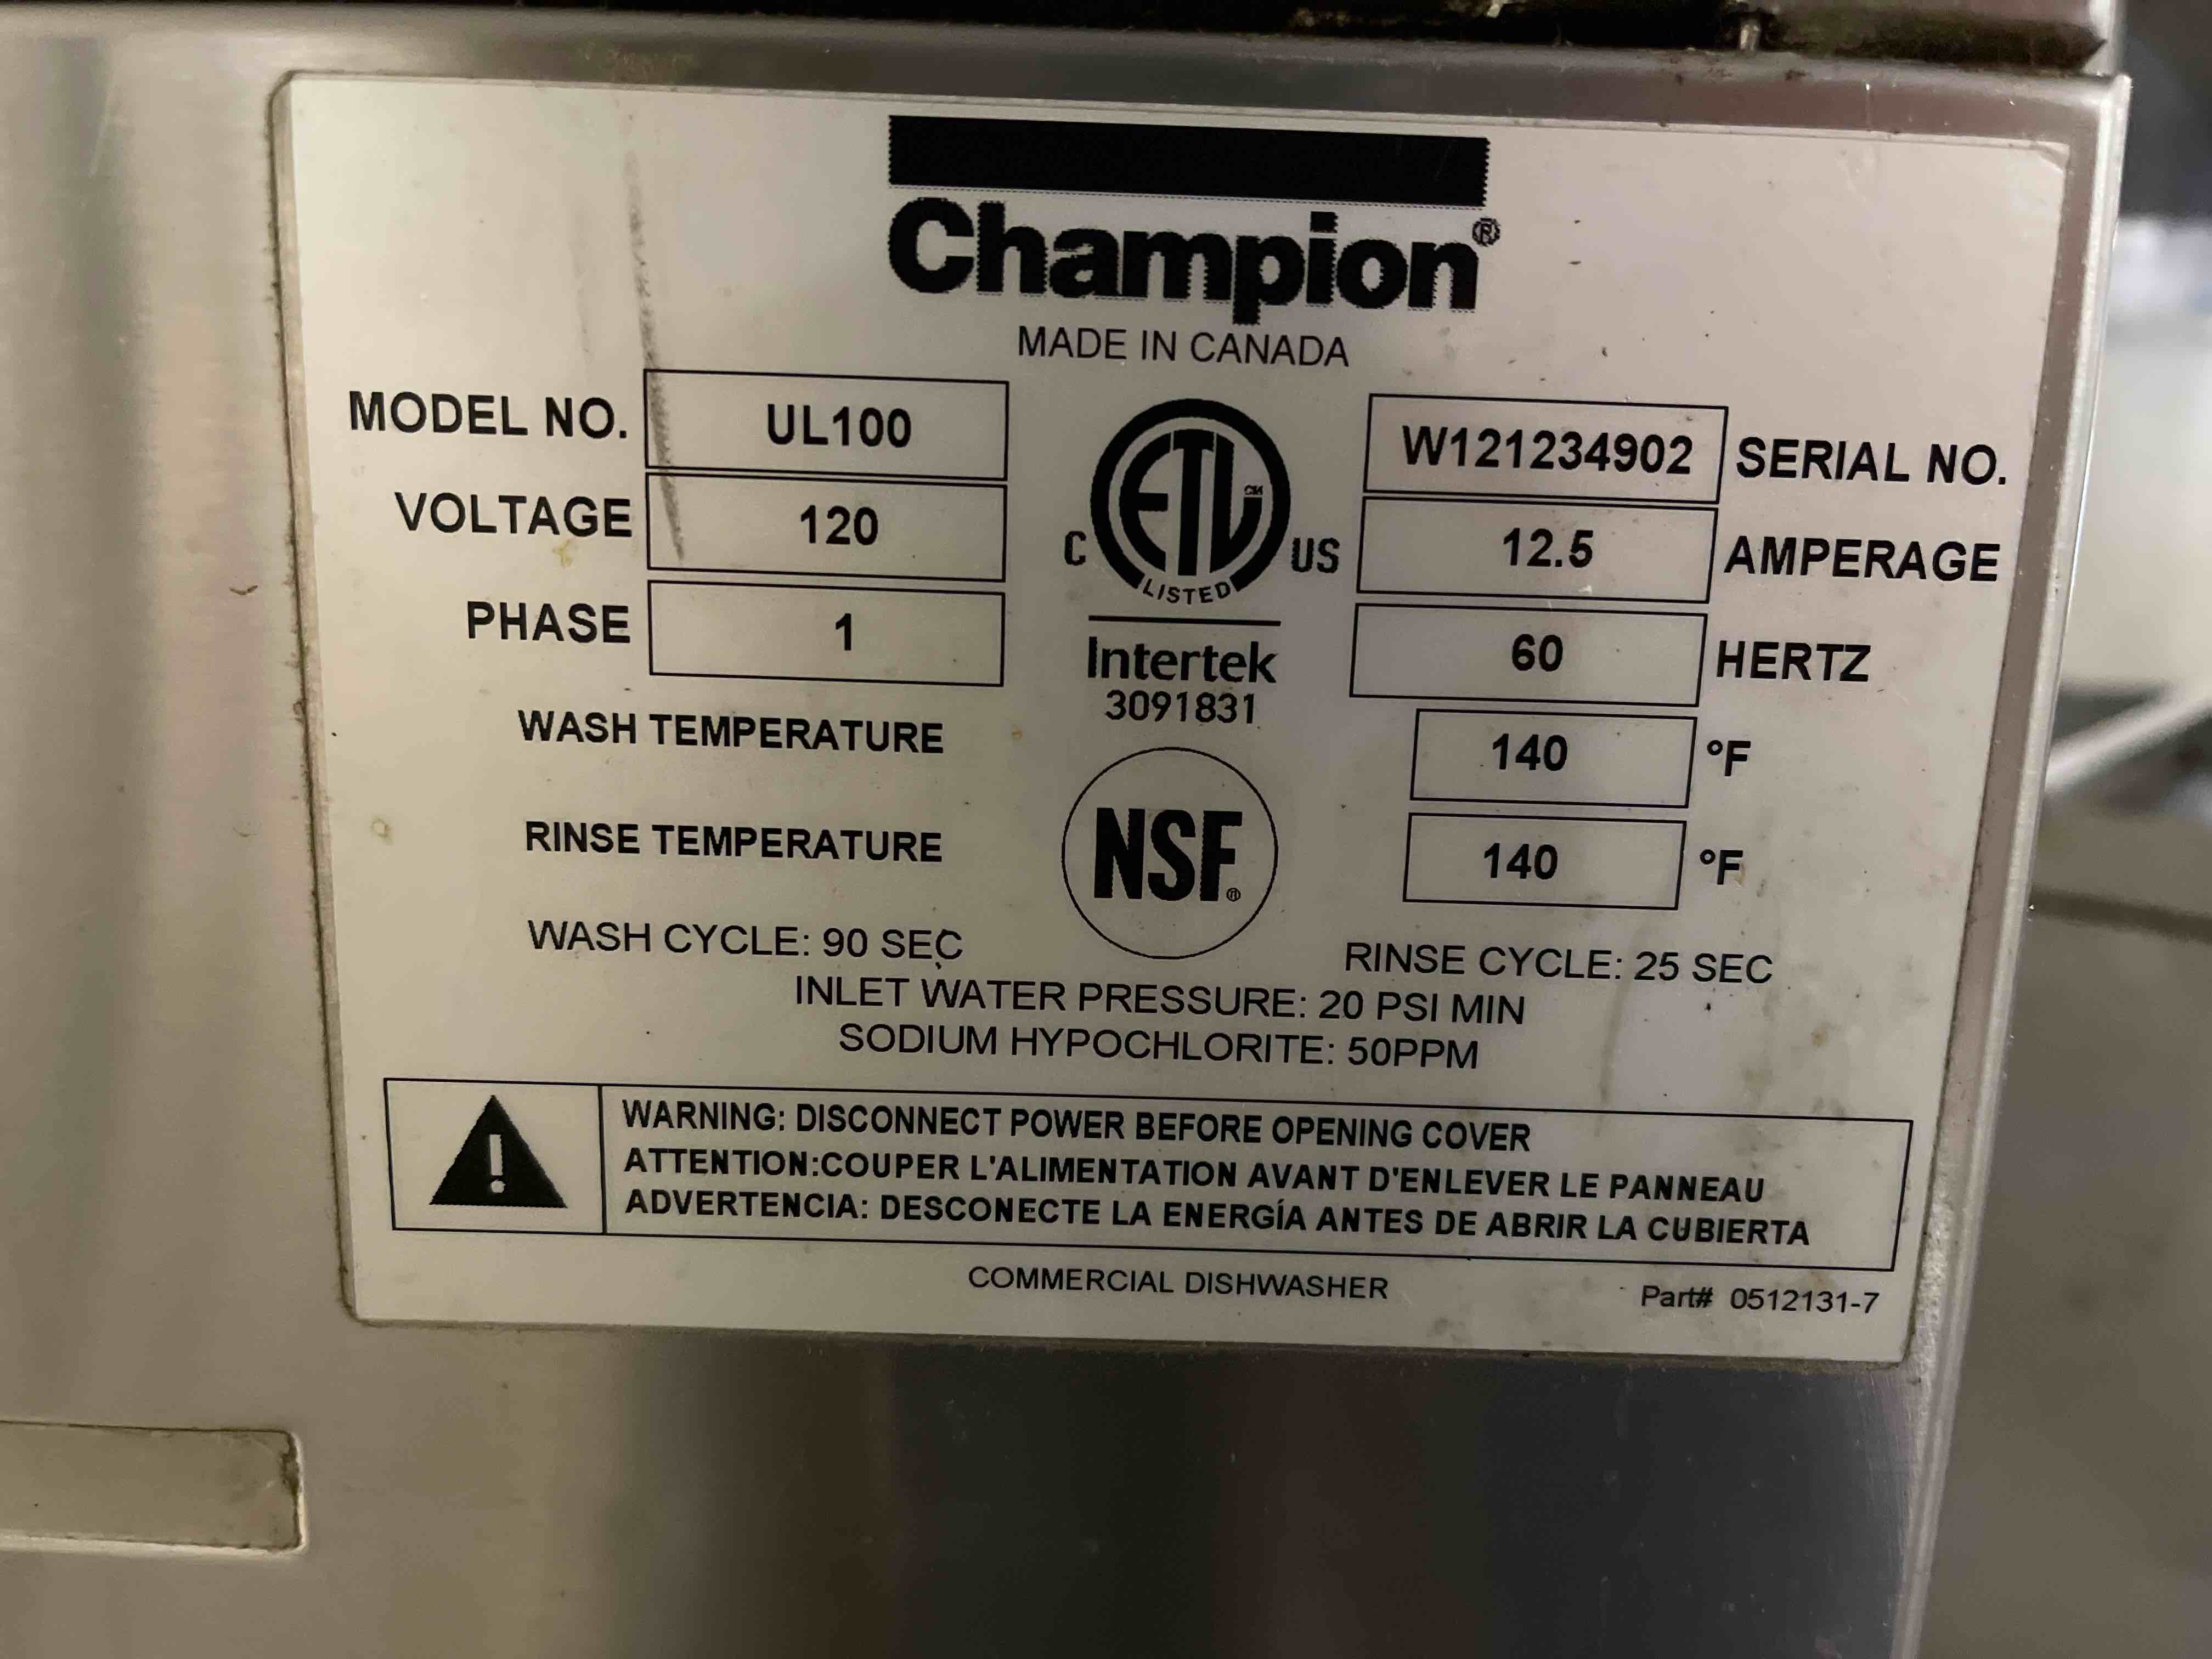 Champion®
MADE IN CANADA
MODEL NO. UL100
W121234902 SERIAL NO.
VOLTAGE 120
12.5 AMPERAGE
PHASE 1
60 HERTZ
C ETL CM US
LISTED
Intertek
3091831
WASH TEMPERATURE 140 °F
RINSE TEMPERATURE 140 °F
NSF®
WASH CYCLE: 90 SEC
RINSE CYCLE: 25 SEC
INLET WATER PRESSURE: 20 PSI MIN
SODIUM HYPOCHLORITE: 50PPM
WARNING: DISCONNECT POWER BEFORE OPENING COVER
ATTENTION:COUPER L'ALIMENTATION AVANT D'ENLEVER LE PANNEAU
ADVERTENCIA: DESCONECTE LA ENERGÍA ANTES DE ABRIR LA CUBIERTA
COMMERCIAL DISHWASHER
Part# 0512131-7